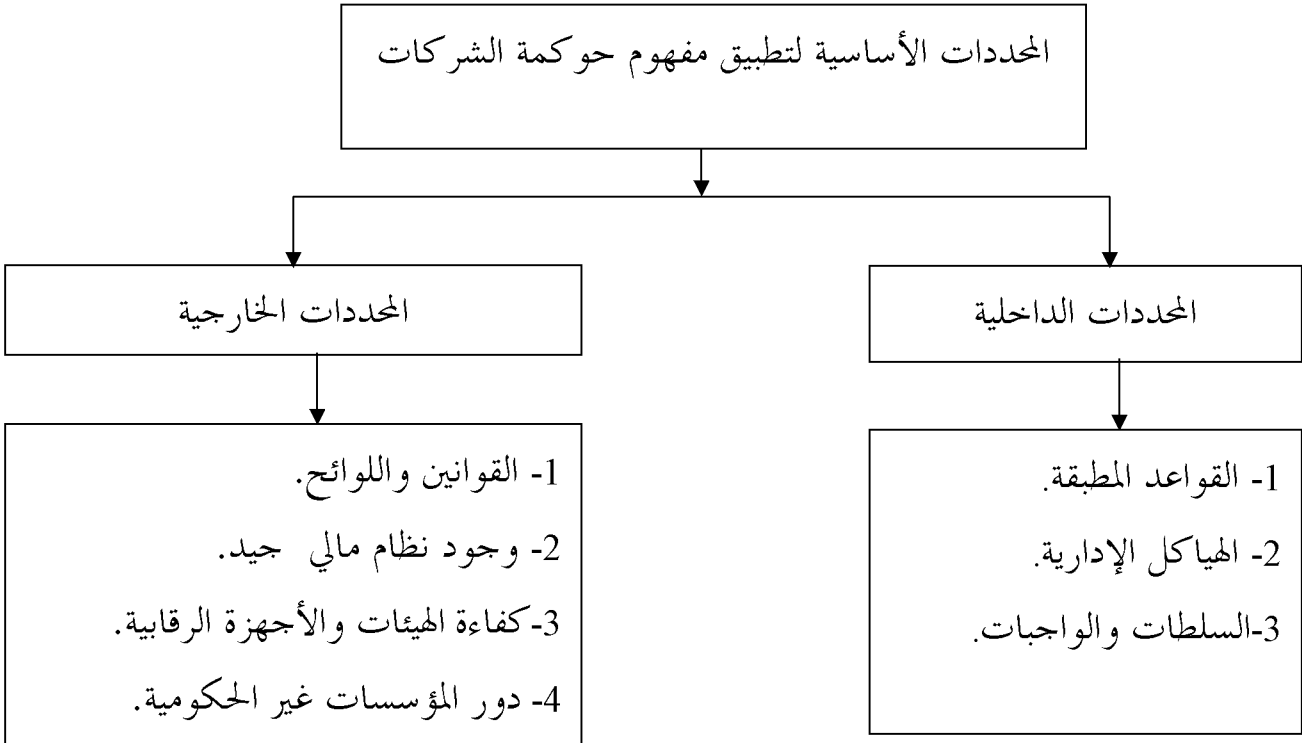 المحددات الأساسية لتطبيق مفهوم حوكمة الشركات
المحددات الداخلية
المحددات الخارجية
1- القواعد المطبقة.
2- الهياكل الإدارية.
3-السلطات والواجبات.
1- القوانين واللوائح.
2- وجود نظام مالي جيد.
3-كفاءة الهيئات والأجهزة الرقابية.
4- دور المؤسسات غير الحكومية.